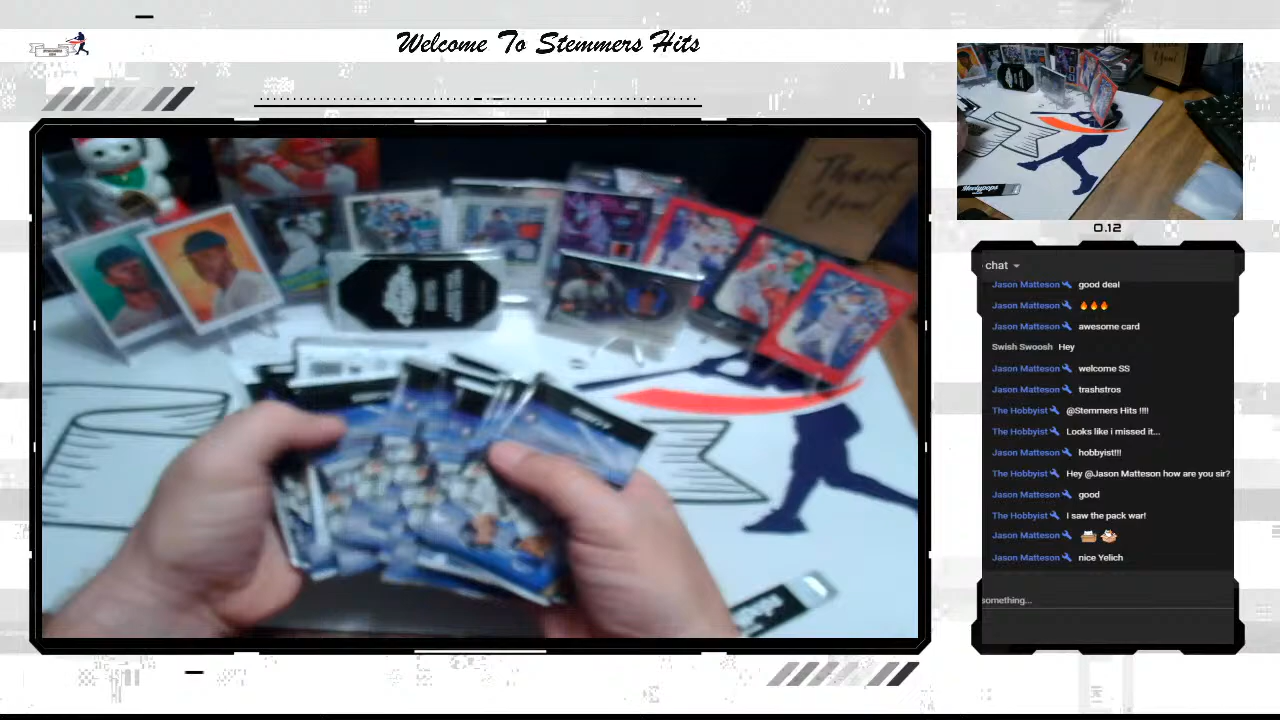 Welcome To Stemmers Hits
Thank
You!
0.12
chat
Jason Matteson good deal
Jason Matteson 🔥🔥🔥
Jason Matteson awesome card
Swish Swoosh Hey
Jason Matteson welcome SS
Jason Matteson trashstros
The Hobbyist @Stemmers Hits !!!!
The Hobbyist Looks like i missed it...
Jason Matteson hobbyist!!!
The Hobbyist Hey @Jason Matteson how are you sir?
Jason Matteson good
The Hobbyist I saw the pack war!
Jason Matteson
Jason Matteson nice Yelich
something...